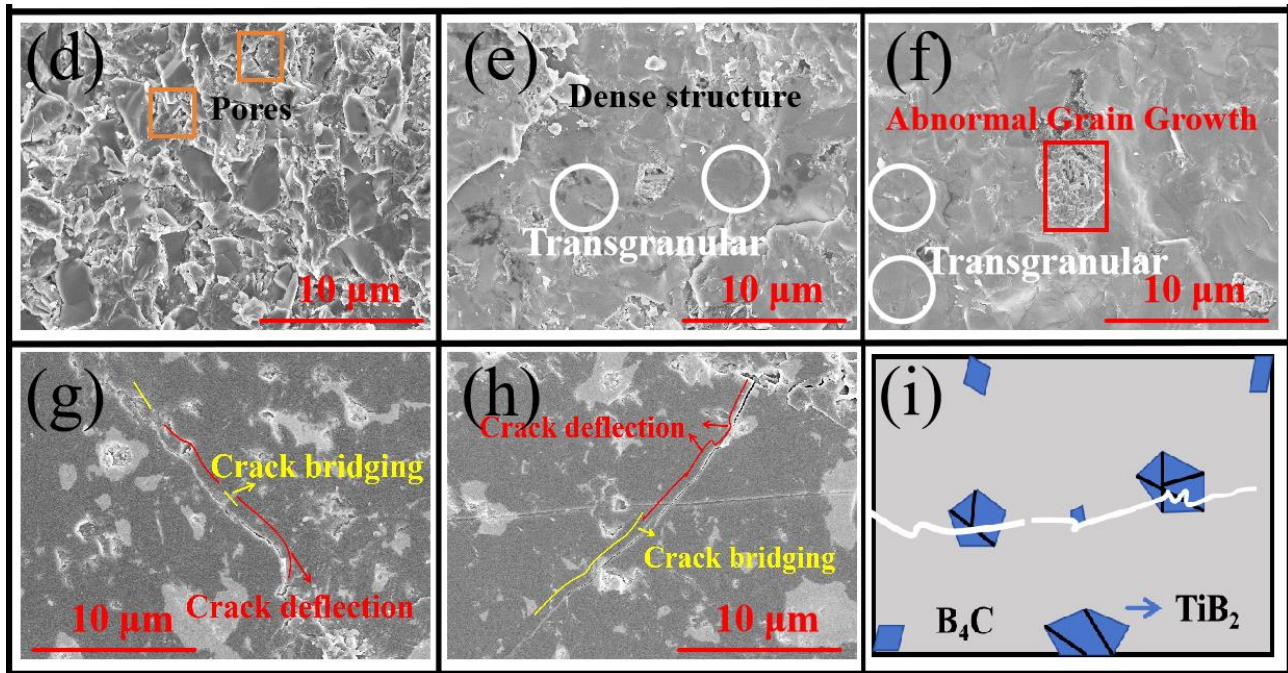 (d)
Pores
10 μm
(e)
Dense structure
Transgranular
10 μm
(f)
Abnormal Grain Growth
Transgranular
10 μm
(g)
Crack bridging
Crack deflection
10 μm
(h)
Crack deflection
Crack bridging
10 μm
(i)
B₄C
TiB₂